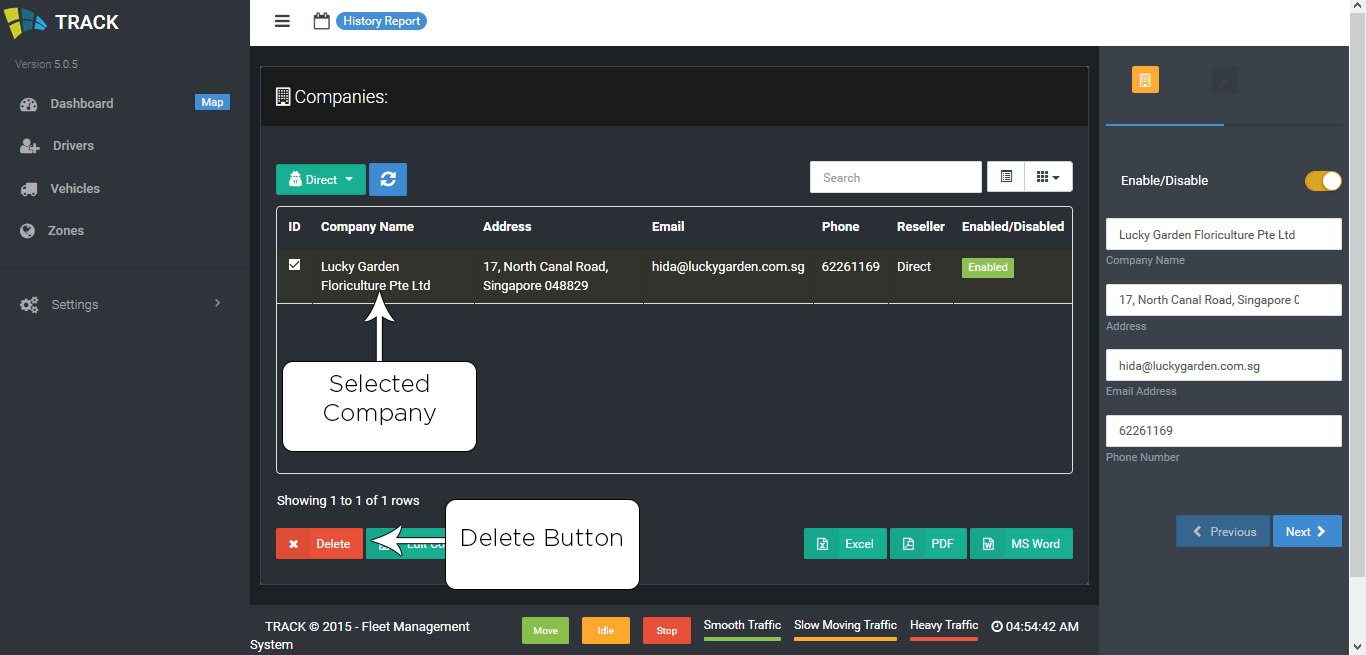 TRACK
History Report
Version 5.0.5
Dashboard
Map
Drivers
Vehicles
Zones
Settings
Companies:
Direct
Search
ID Company Name Address Email Phone Reseller Enabled/Disabled
Lucky Garden 17, North Canal Road, hida@luckygarden.com.sg 62261169 Direct Enabled
Floriculture Pte Ltd Singapore 048829
Selected
Company
Showing 1 to 1 of 1 rows
Delete
Edit Co
Delete Button
Excel
PDF
MS Word
Enable/Disable
Lucky Garden Floriculture Pte Ltd
Company Name
17, North Canal Road, Singapore 0
Address
hida@luckygarden.com.sg
Email Address
62261169
Phone Number
Previous
Next
TRACK © 2015 - Fleet Management
System
Move
Idle
Stop
Smooth Traffic
Slow Moving Traffic
Heavy Traffic
04:54:42 AM